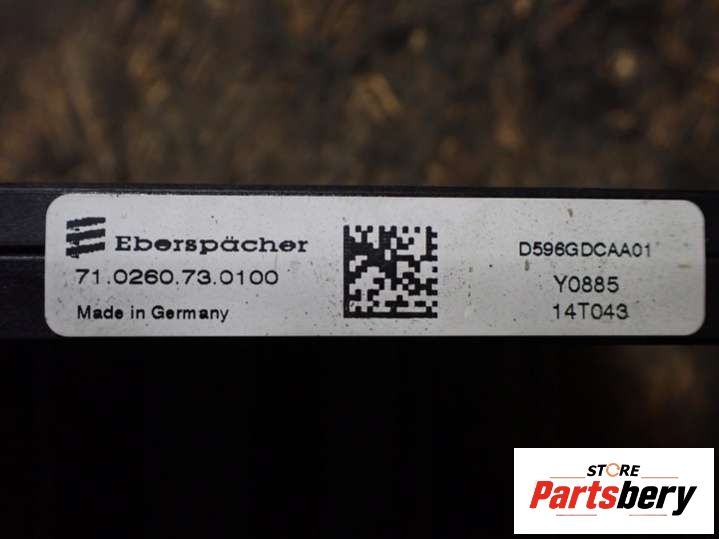 Eberspächer
71.0260.73.0100
Made in Germany
D596GDCAA01
Y0885
14T043
STORE
Partsbery